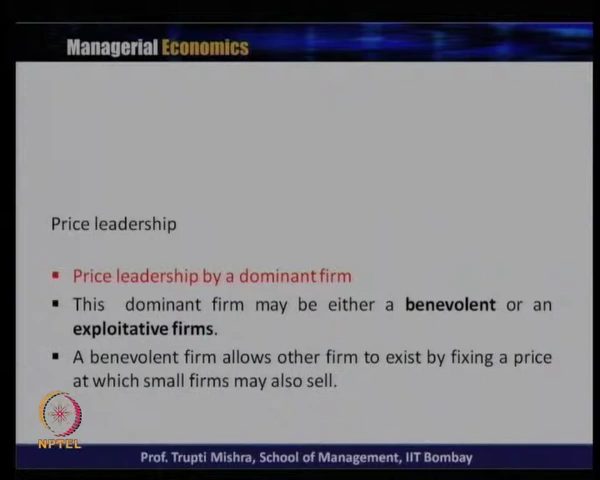 Managerial Economics
Price leadership
▪ Price leadership by a dominant firm
▪ This dominant firm may be either a benevolent or an
exploitative firms.
▪ A benevolent firm allows other firm to exist by fixing a price
at which small firms may also sell.
NPTEL
Prof. Trupti Mishra, School of Management, IIT Bombay